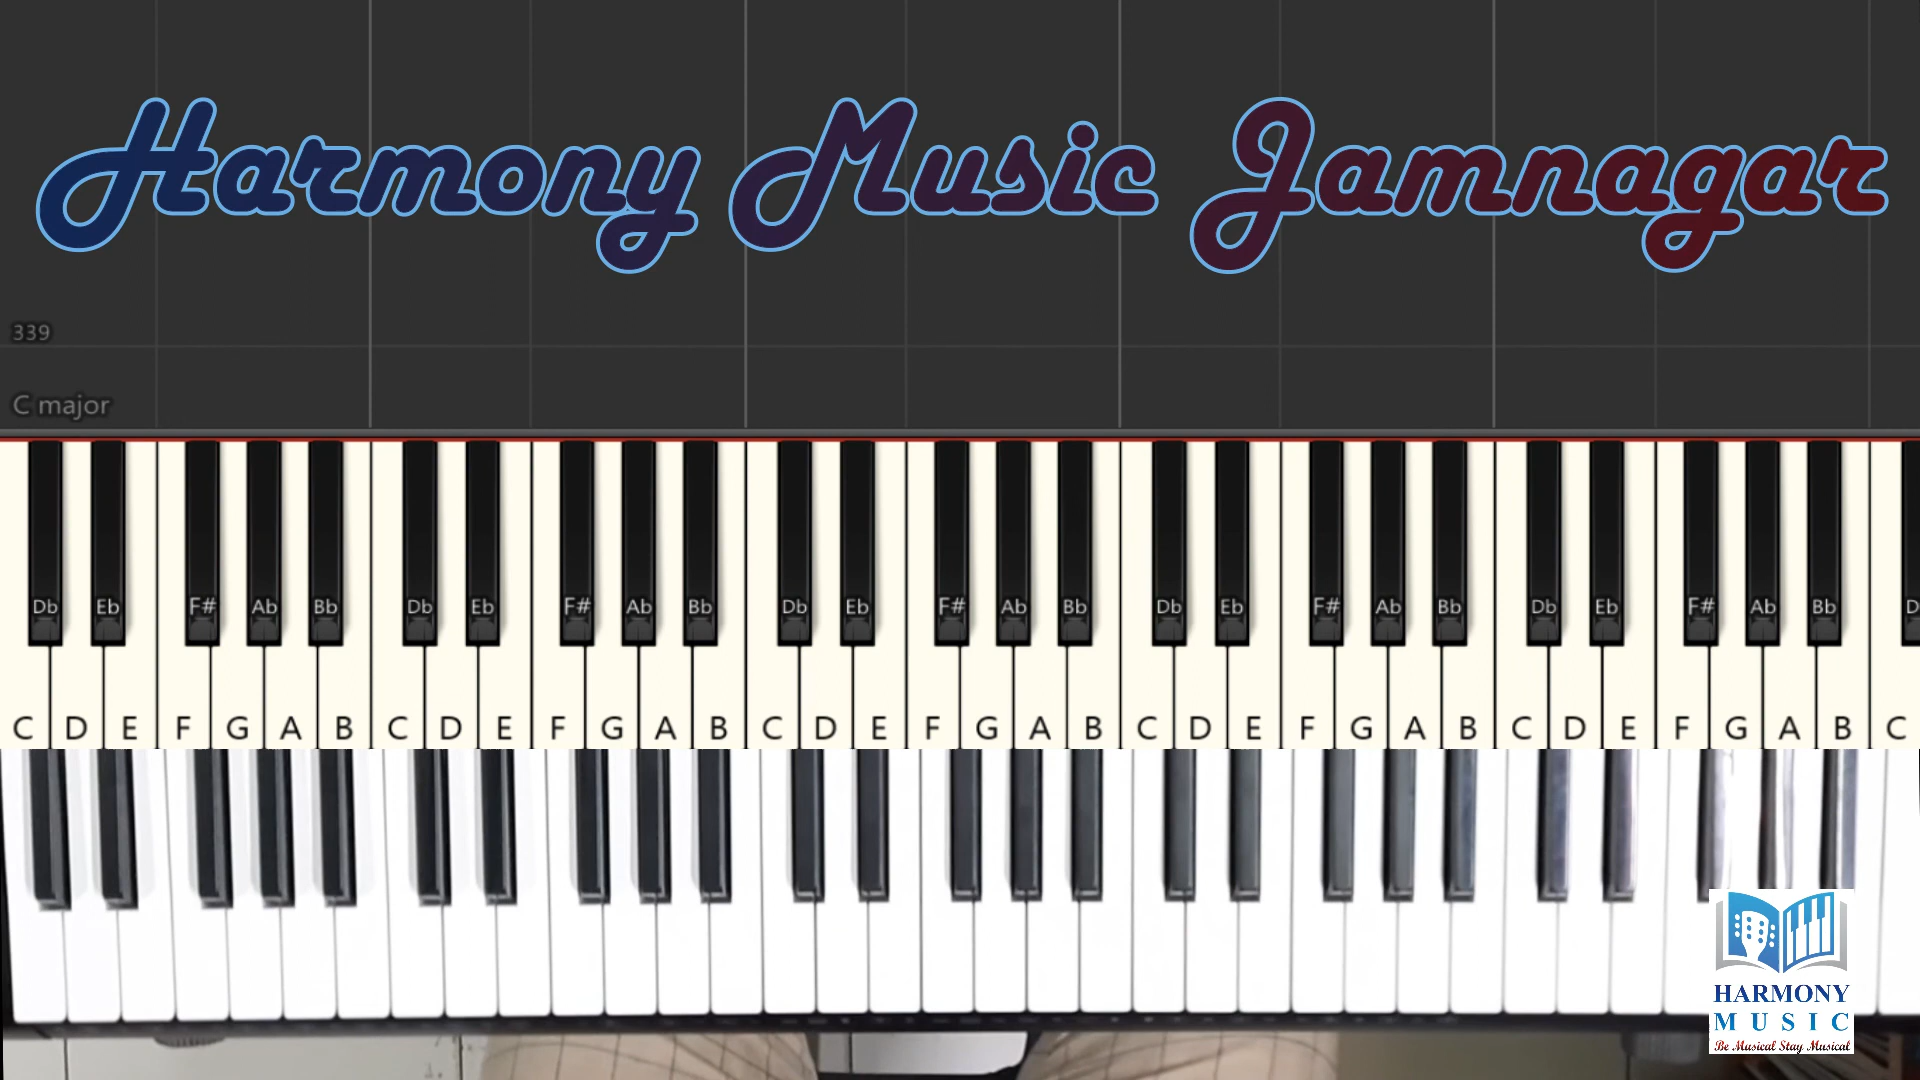 Harmony Music Jamnagar
339
C major
Db Eb F# Ab Bb Db Eb F# Ab Bb Db Eb F# Ab Bb Db Eb F# Ab Bb Db Eb F# Ab Bb D
C D E F G A B C D E F G A B C D E F G A B C D E F G A B C D E F G A B C
HARMONY
MUSIC
Be Musical Stay Musical